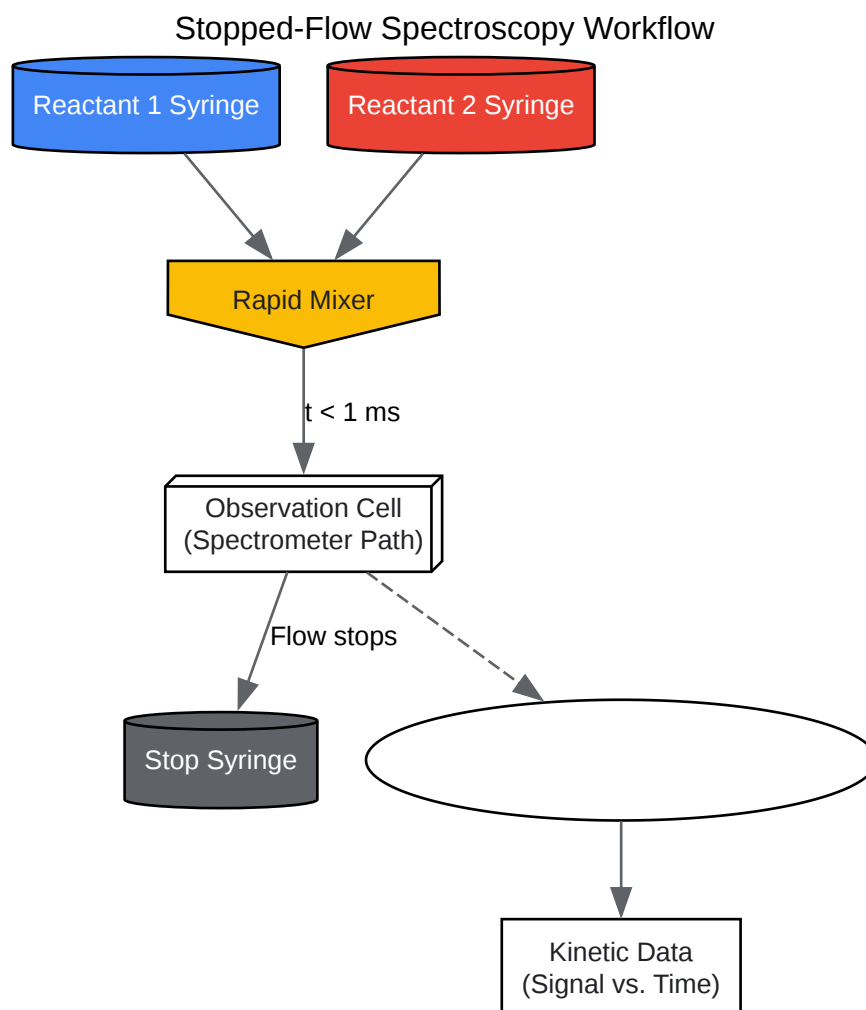 Stopped-Flow Spectroscopy Workflow
Reactant 1 Syringe
Reactant 2 Syringe
Rapid Mixer
t < 1 ms
Observation Cell
(Spectrometer Path)
Flow stops
Stop Syringe
Kinetic Data
(Signal vs. Time)